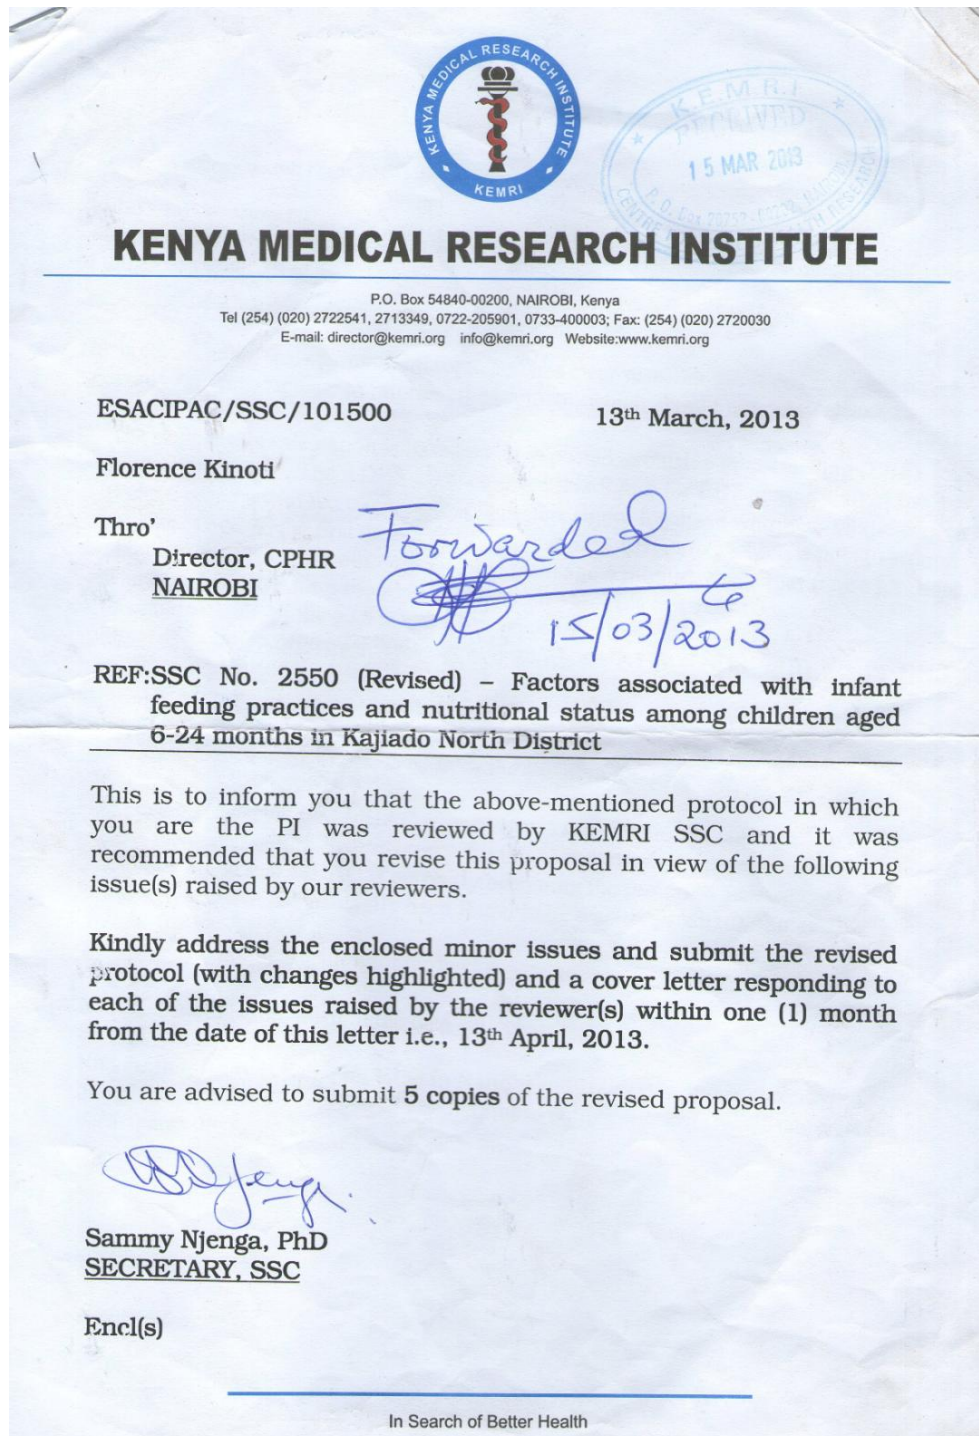 KENYA MEDICAL RESEARCH INSTITUTE
KEMRI
K.E.M.R.I
RECEIVED
15 MAR 2013
KENYA MEDICAL RESEARCH INSTITUTE
P.O. Box 54840-00200, NAIROBI, Kenya
Tel (254) (020) 2722541, 2713349, 0722-205901, 0733-400003; Fax: (254) (020) 2720030
E-mail: director@kemri.org info@kemri.org Website:www.kemri.org
ESACIPAC/SSC/101500 13th March, 2013
Florence Kinoti
Thro'
Forwarded
Director, CPHR
NAIROBI
15/03/2013
REF:SSC No. 2550 (Revised) – Factors associated with infant
feeding practices and nutritional status among children aged
6-24 months in Kajiado North District
This is to inform you that the above-mentioned protocol in which
you are the PI was reviewed by KEMRI SSC and it was
recommended that you revise this proposal in view of the following
issue(s) raised by our reviewers.
Kindly address the enclosed minor issues and submit the revised
protocol (with changes highlighted) and a cover letter responding to
each of the issues raised by the reviewer(s) within one (1) month
from the date of this letter i.e., 13th April, 2013.
You are advised to submit 5 copies of the revised proposal.
Sammy Njenga, PhD
SECRETARY, SSC
Encl(s)
In Search of Better Health